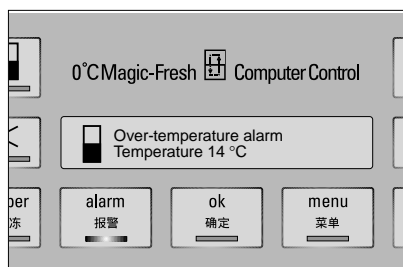 0°C Magic-Fresh Computer Control
Over-temperature alarm
Temperature 14 °C
alarm ok menu
冻 报警 确定 菜单